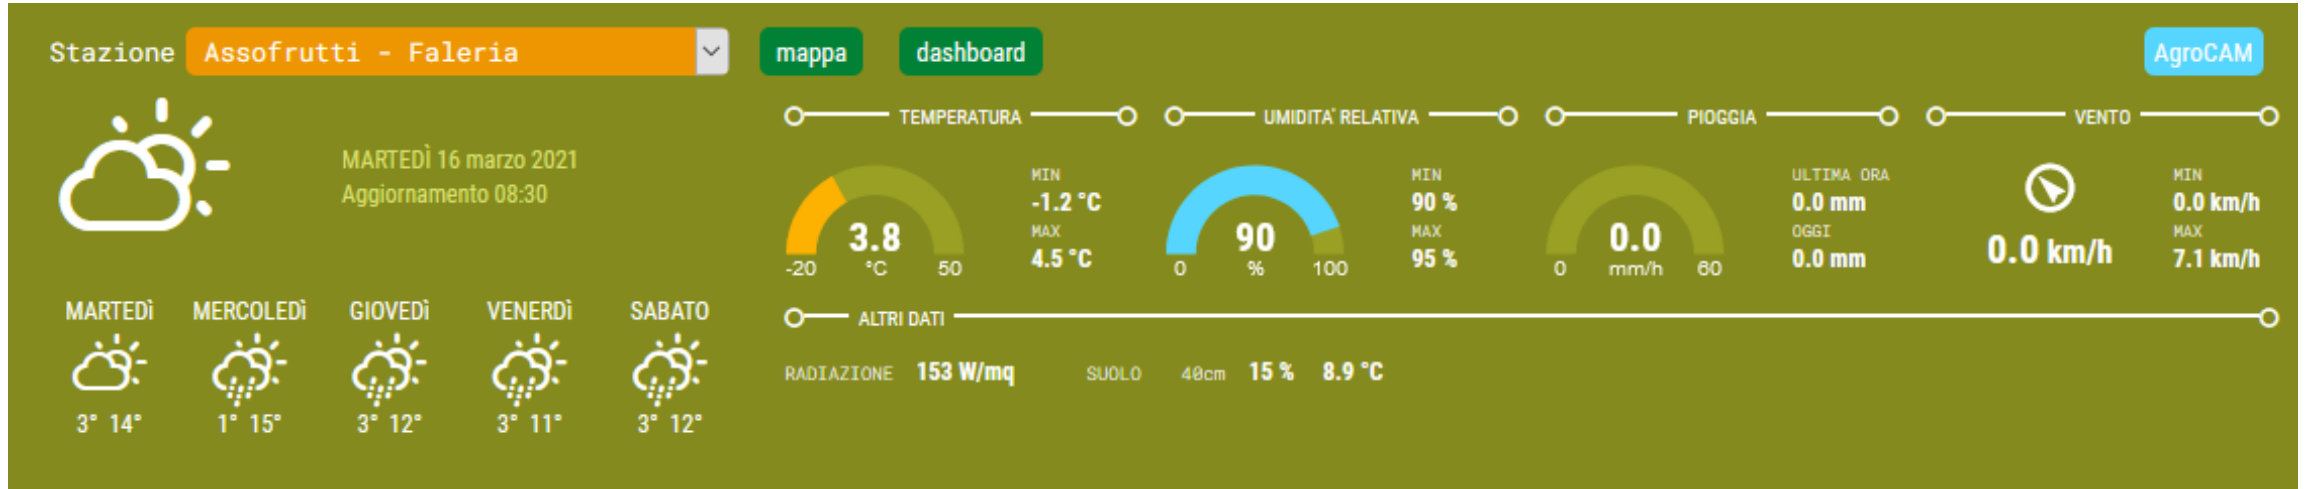 Stazione Assofrutti - Faleria mappa dashboard AgroCAM
MARTEDÌ 16 marzo 2021
Aggiornamento 08:30
TEMPERATURA
3.8
°C
-20 50
MIN
-1.2 °C
MAX
4.5 °C
UMIDITA' RELATIVA
90
%
0 100
MIN
90 %
MAX
95 %
PIOGGIA
0.0
mm/h
0 60
ULTIMA ORA
0.0 mm
OGGI
0.0 mm
VENTO
0.0 km/h
MIN
0.0 km/h
MAX
7.1 km/h
MARTEDÌ MERCOLEDÌ GIOVEDÌ VENERDÌ SABATO
3° 14° 1° 15° 3° 12° 3° 11° 3° 12°
ALTRI DATI
RADIAZIONE 153 W/mq SUOLO 40cm 15 % 8.9 °C